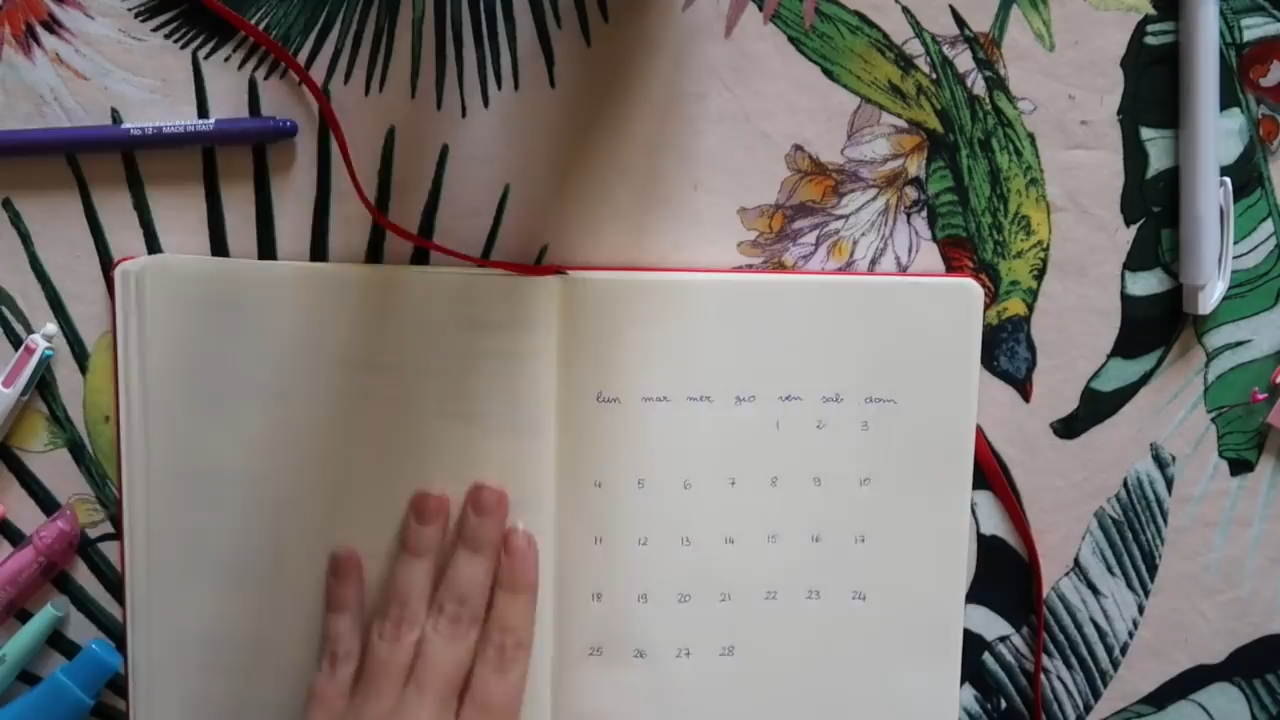 No. 12 - MADE IN ITALY
lun mar mer gio ven sab dom
1 2 3
4 5 6 7 8 9 10
11 12 13 14 15 16 17
18 19 20 21 22 23 24
25 26 27 28